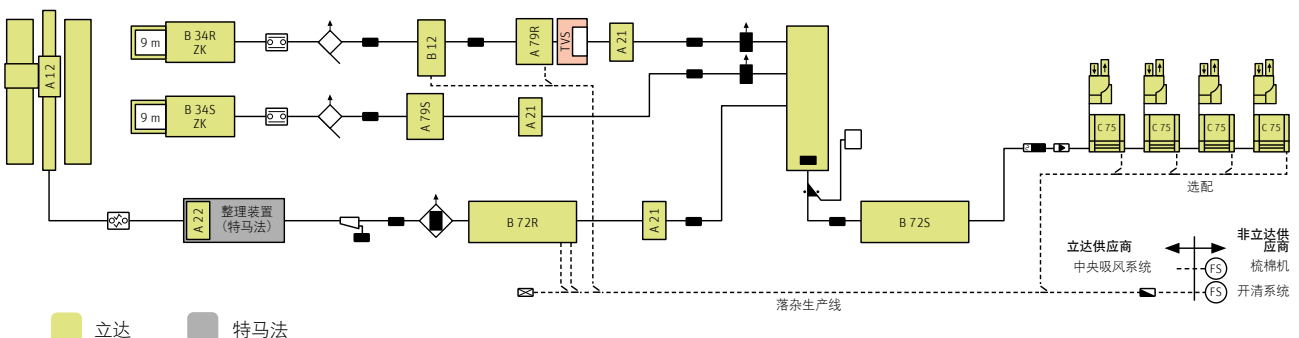 A 12
9 m
B 34R
ZK
B 12
A 79R
TVS
A 21
9 m
B 34S
ZK
A 79S
A 21
C 75
C 75
C 75
C 75
选配
A 22
整理装置
（特马法）
B 72R
A 21
B 72S
立达供应商
非立达供
应商
中央吸风系统
FS
梳棉机
FS
开清系统
落杂生产线
立达
特马法